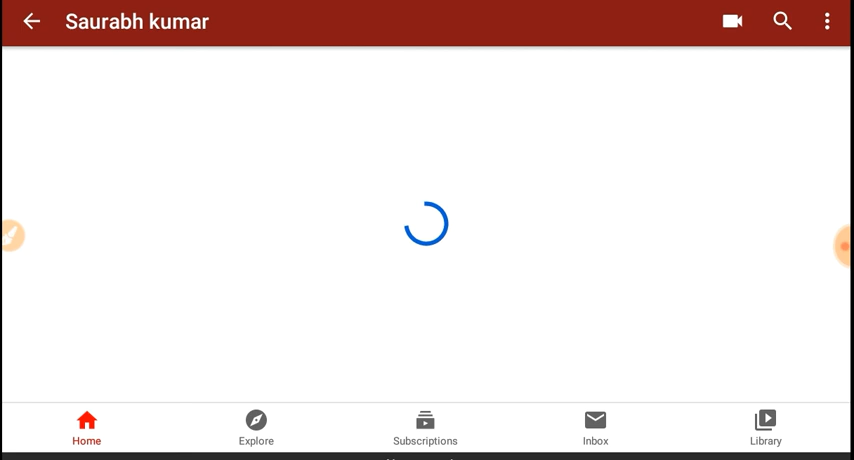 Saurabh kumar
Home
Explore
Subscriptions
Inbox
Library